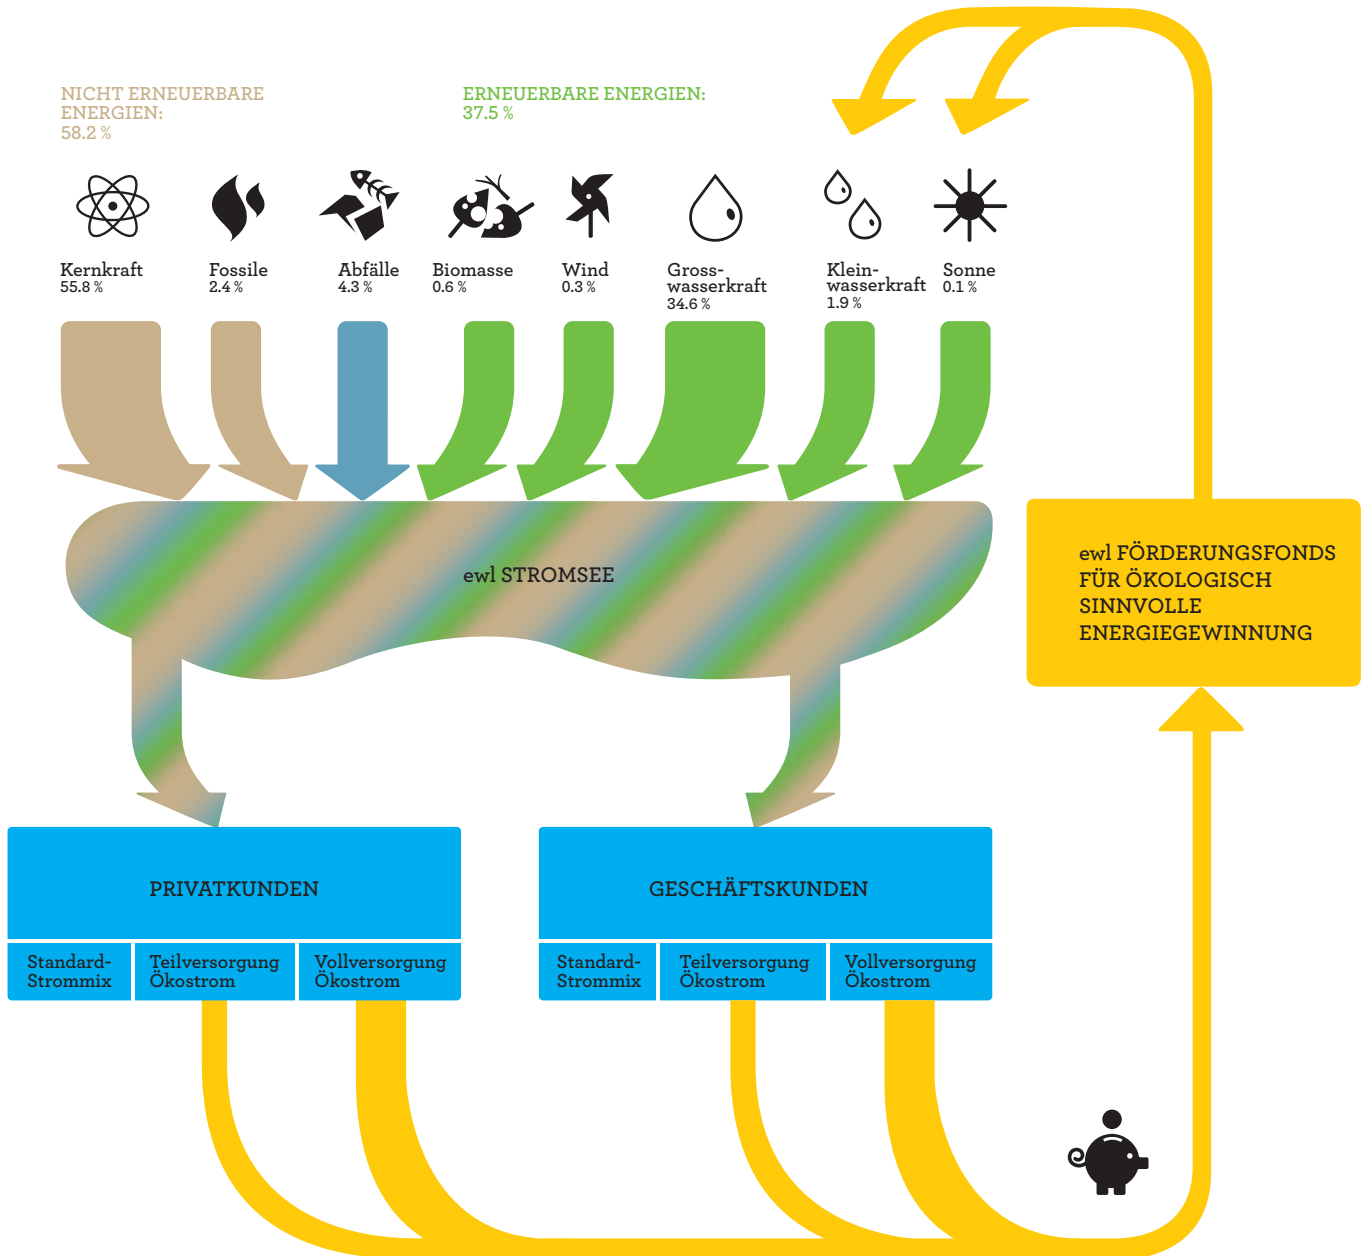 NICHT ERNEUERBARE
ENERGIEN:
58.2 %
ERNEUERBARE ENERGIEN:
37.5 %
Kernkraft
55.8 %
Fossile
2.4 %
Abfälle
4.3 %
Biomasse
0.6 %
Wind
0.3 %
Gross-
wasserkraft
34.6 %
Klein-
wasserkraft
1.9 %
Sonne
0.1 %
ewl STROMSEE
ewl FÖRDERUNGSFONDS
FÜR ÖKOLOGISCH
SINNVOLLE
ENERGIEGEWINNUNG
PRIVATKUNDEN
Standard-
Strommix
Teilversorgung
Ökostrom
Vollversorgung
Ökostrom
GESCHÄFTSKUNDEN
Standard-
Strommix
Teilversorgung
Ökostrom
Vollversorgung
Ökostrom